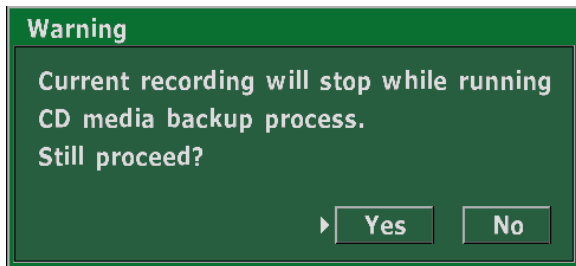 Warning
Current recording will stop while running
CD media backup process.
Still proceed?
Yes No